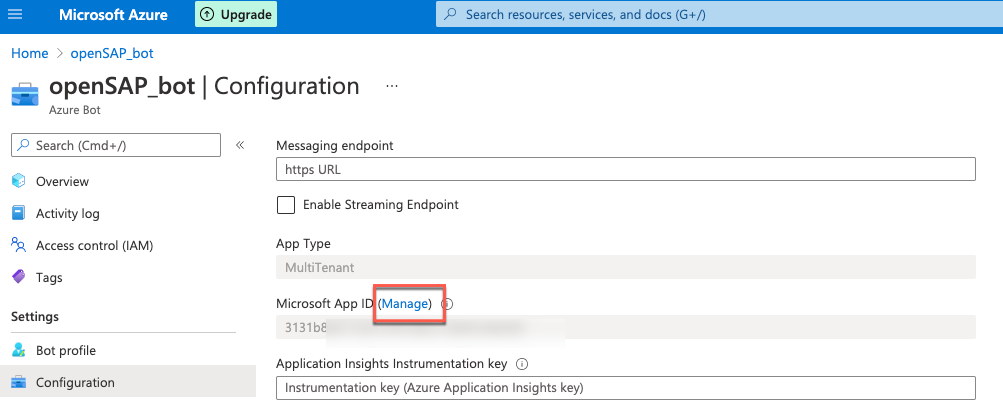 Microsoft Azure
Upgrade
Search resources, services, and docs (G+/)
Home > openSAP_bot
openSAP_bot | Configuration ...
Azure Bot
Search (Cmd+/)
«
Overview
Activity log
Access control (IAM)
Tags
Settings
Bot profile
Configuration
Messaging endpoint
https URL
Enable Streaming Endpoint
App Type
MultiTenant
Microsoft App ID (Manage)
3131b8
Application Insights Instrumentation key
Instrumentation key (Azure Application Insights key)